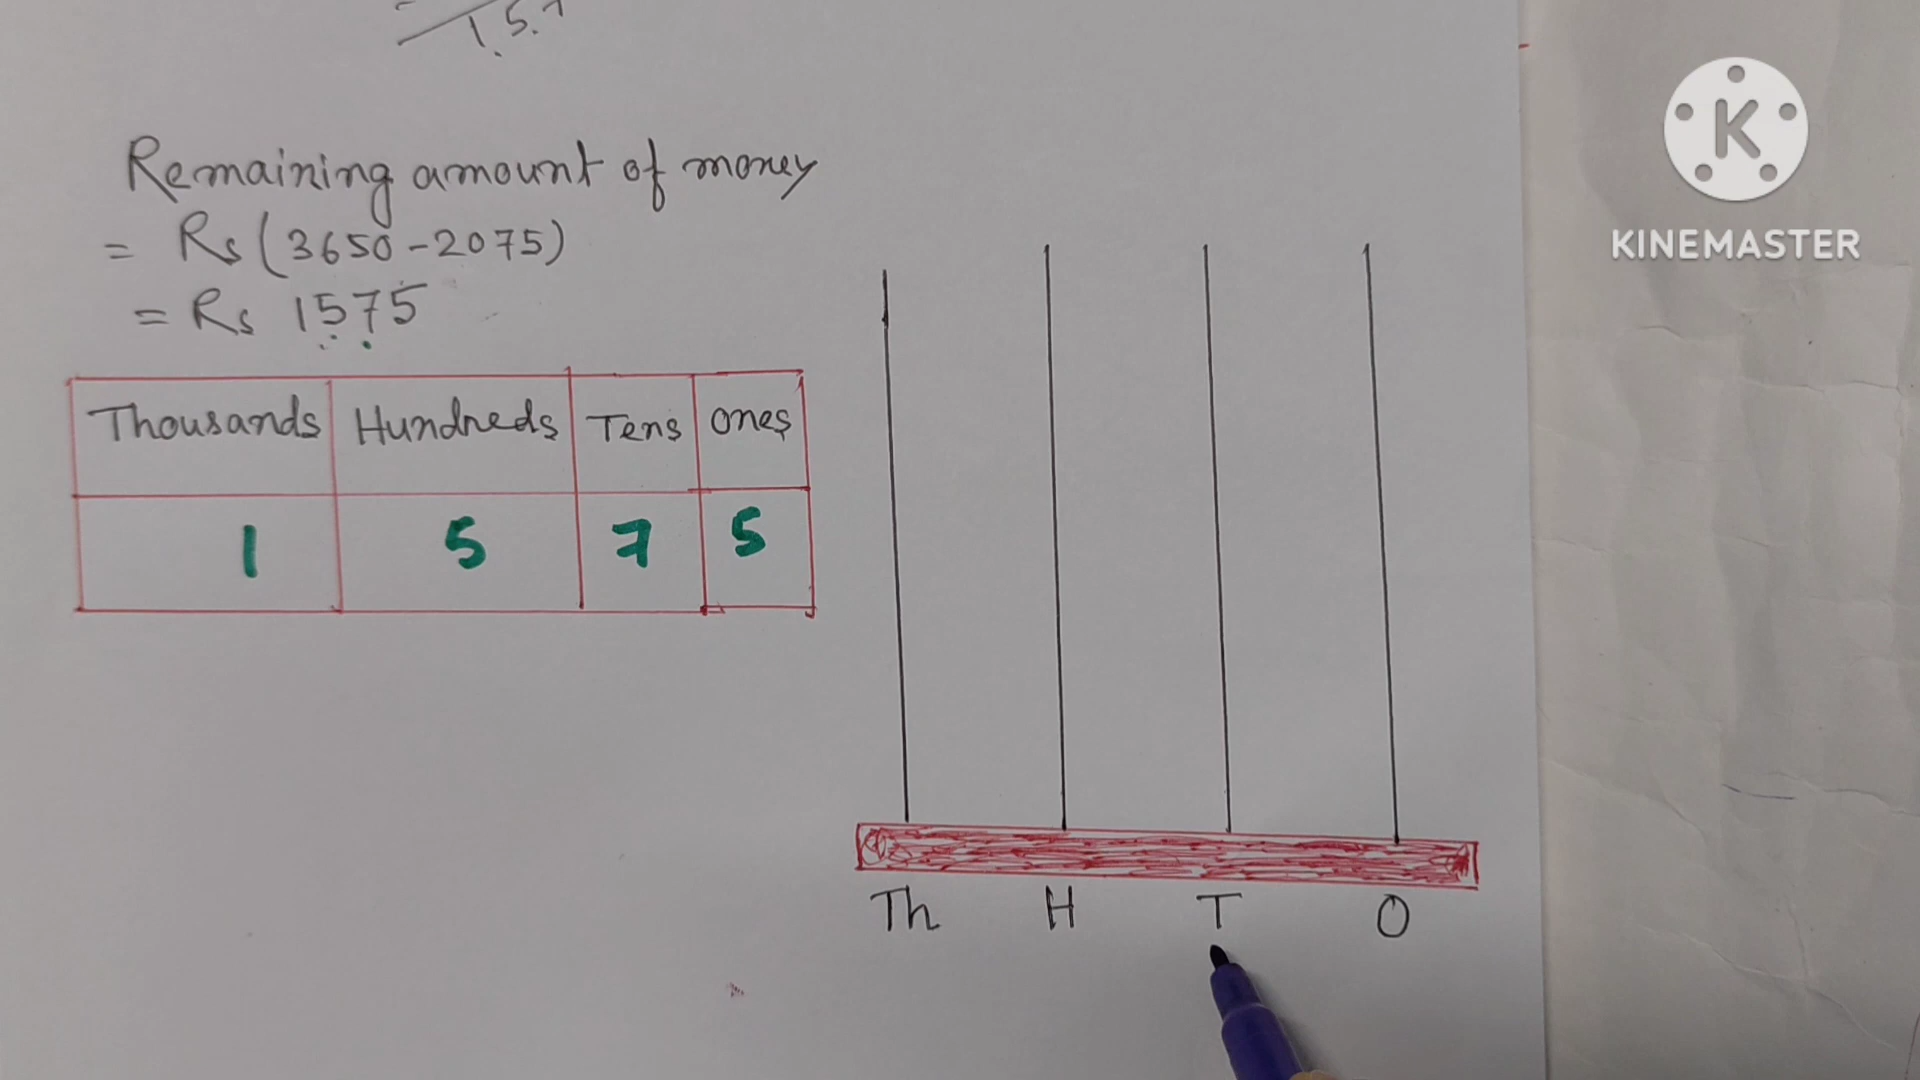 Remaining amount of money
= Rs (3650-2075)
= Rs 1575
Thousands Hundreds Tens Ones
1 5 7 5
Th H T O
KINEMASTER